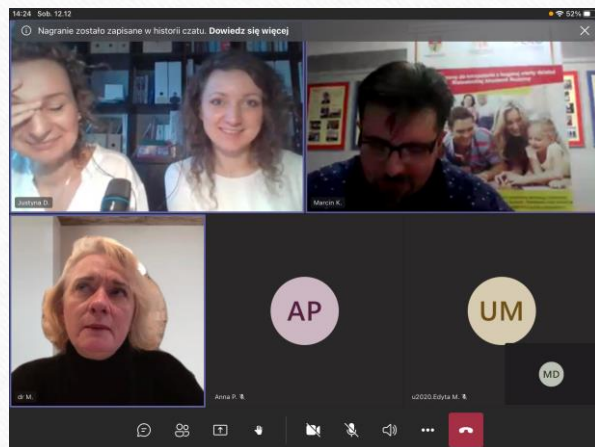 14:24 Sob. 12.12
52%
Nagranie zostało zapisane w historii czatu. Dowiedz się więcej
Justyna D.
Marcin K.
dr M.
AP
Anna P.
UM
u2020.Edyta M.
MD